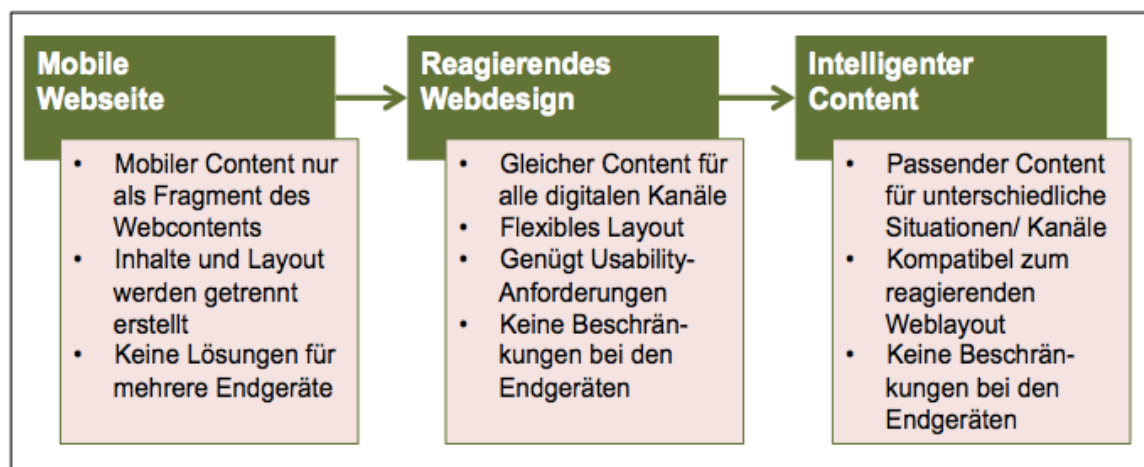 Mobile
Webseite
• Mobiler Content nur
als Fragment des
Webcontents
• Inhalte und Layout
werden getrennt
erstellt
• Keine Lösungen für
mehrere Endgeräte
Reagierendes
Webdesign
• Gleicher Content für
alle digitalen Kanäle
• Flexibles Layout
• Genügt Usability-
Anforderungen
• Keine Beschrän-
kungen bei den
Endgeräten
Intelligenter
Content
• Passender Content
für unterschiedliche
Situationen/ Kanäle
• Kompatibel zum
reagierenden
Weblayout
• Keine Beschrän-
kungen bei den
Endgeräten